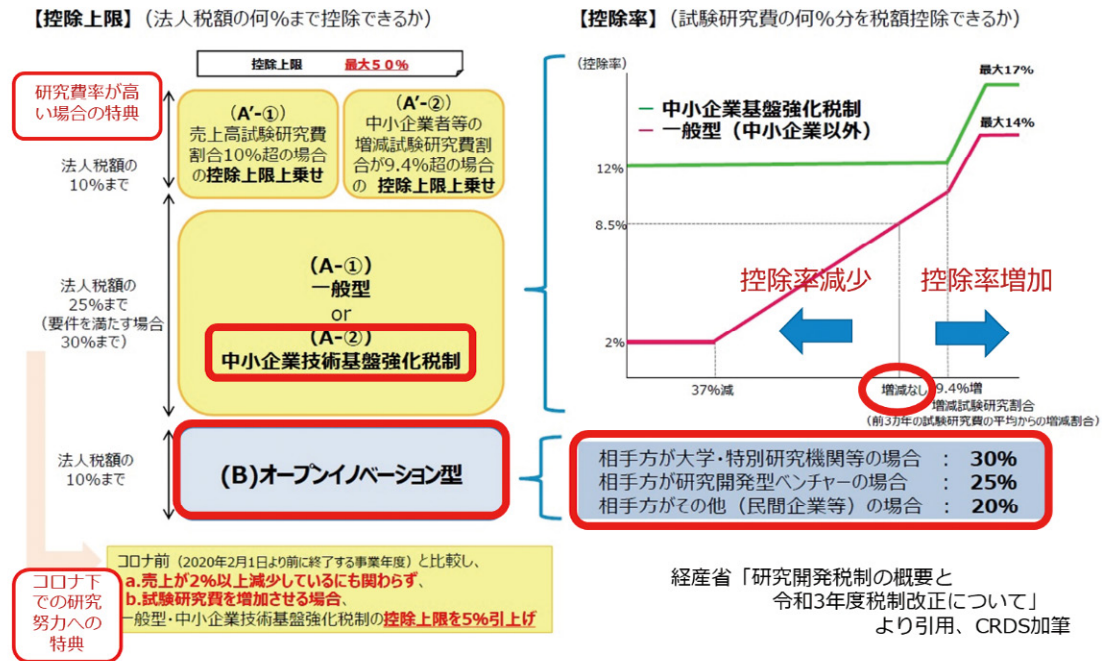 【控除上限】（法人税額の何％まで控除できるか）
控除上限　最大５０％
研究費率が高
い場合の特典
法人税額の
10%まで
(A'-①)
売上高試験研究費
割合10%超の場合
の控除上限上乗せ
(A'-②)
中小企業者等の
増減試験研究費割
合が9.4%超の場合
の 控除上限上乗せ
法人税額の
25%まで
(要件を満たす場合
30%まで)
(A-①)
一般型
or
(A-②)
中小企業技術基盤強化税制
法人税額の
10%まで
(B)オープンイノベーション型
コロナ前（2020年2月1日より前に終了する事業年度）と比較し、
a.売上が2%以上減少しているにも関わらず、
b.試験研究費を増加させる場合、
一般型・中小企業技術基盤強化税制の控除上限を5%引上げ
コロナ下
での研究
努力への
特典
【控除率】（試験研究費の何％分を税額控除できるか）
(控除率)
最大17%
中小企業基盤強化税制
一般型（中小企業以外）
最大14%
12%
8.5%
控除率減少
控除率増加
2%
37%減
増減なし
9.4%増
増減試験研究割合
（前3カ年の試験研究費の平均からの増減割合）
相手方が大学・特別研究機関等の場合　：　30%
相手方が研究開発型ベンチャーの場合　：　25%
相手方がその他（民間企業等）の場合　：　20%
経産省「研究開発税制の概要と
令和3年度税制改正について」
より引用、CRDS加筆